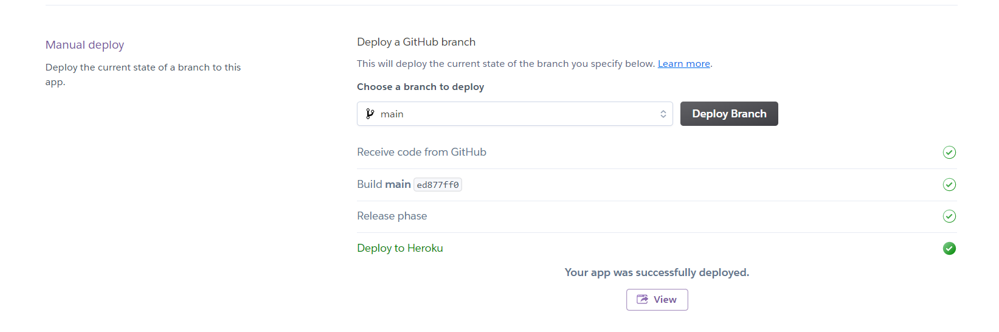 Manual deploy
Deploy the current state of a branch to this
app.
Deploy a GitHub branch
This will deploy the current state of the branch you specify below. Learn more.
Choose a branch to deploy
main
Deploy Branch
Receive code from GitHub
Build main ed877ff0
Release phase
Deploy to Heroku
Your app was successfully deployed.
View